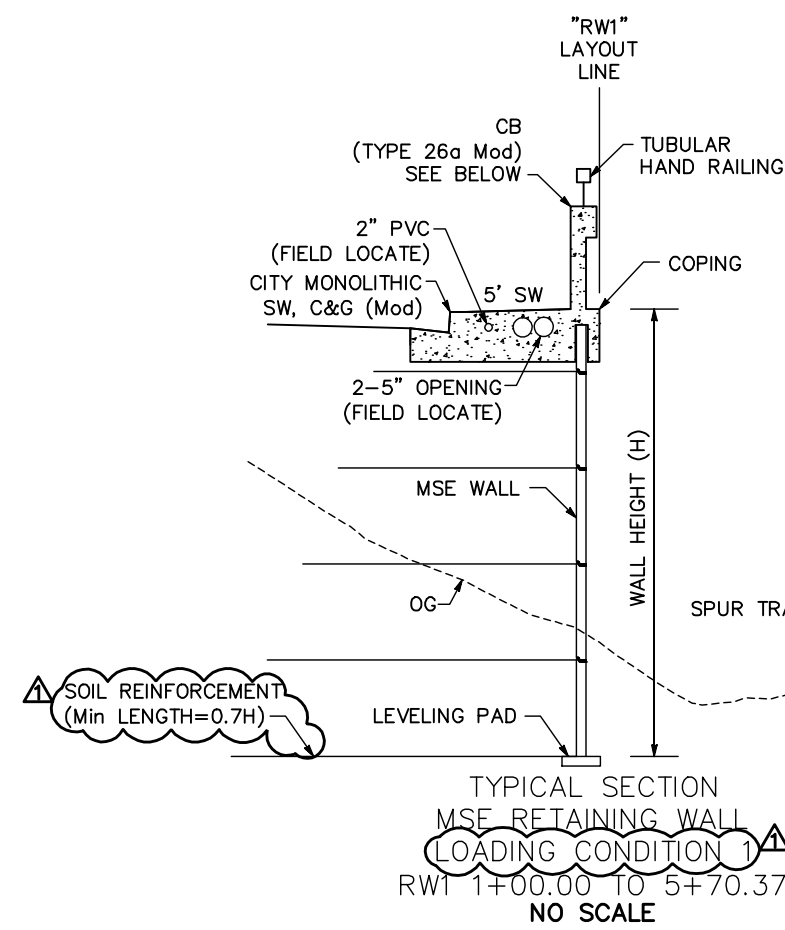 "RW1"
LAYOUT
LINE
CB
(TYPE 26a Mod)
SEE BELOW
TUBULAR
HAND RAILING
2" PVC
(FIELD LOCATE)
CITY MONOLITHIC
SW, C&G (Mod)
5' SW
COPING
2-5" OPENING
(FIELD LOCATE)
WALL HEIGHT (H)
MSE WALL
OG
SPUR TRA
1
SOIL REINFORCEMENT
(Min LENGTH=0.7H)
LEVELING PAD
TYPICAL SECTION
MSE RETAINING WALL
LOADING CONDITION 1
1
RW1 1+00.00 TO 5+70.37
NO SCALE